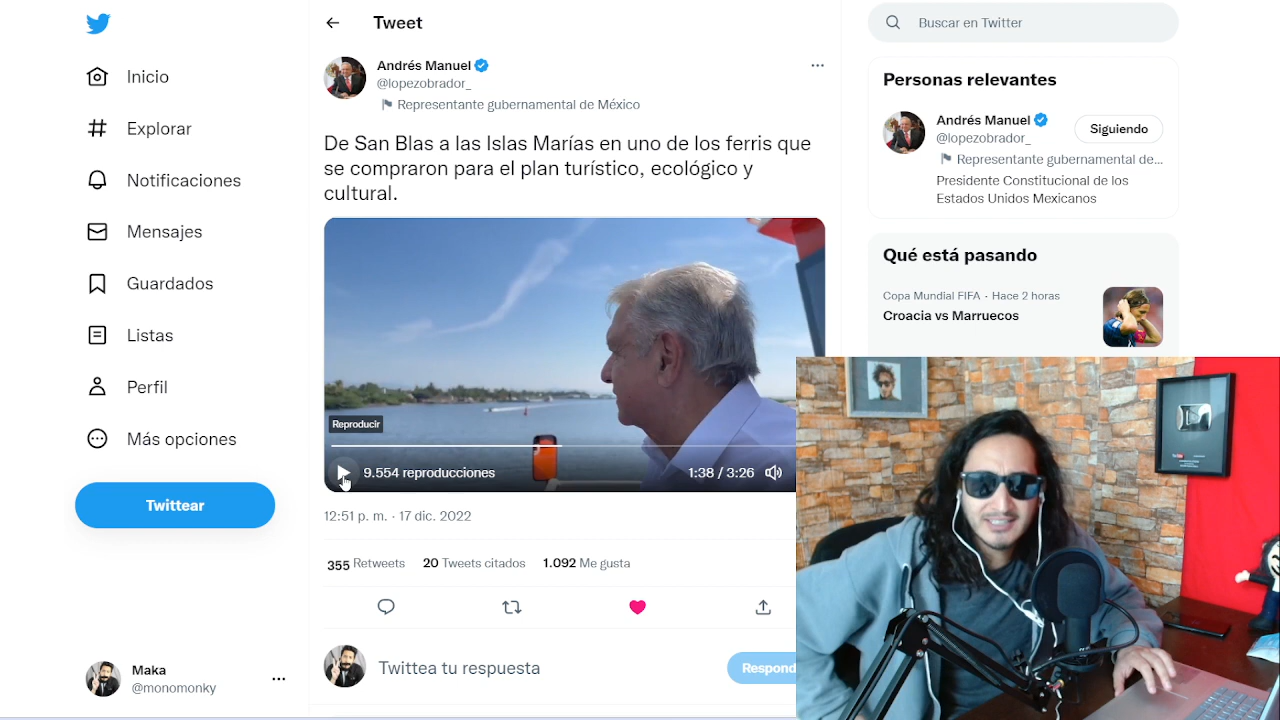 Tweet
Buscar en Twitter
Inicio
Explorar
Notificaciones
Mensajes
Guardados
Listas
Perfil
Más opciones
Twittear
Maka
@monomonky
Andrés Manuel
@lopezobrador_
Representante gubernamental de México
De San Blas a las Islas Marías en uno de los ferris que
se compraron para el plan turístico, ecológico y
cultural.
Reproducir
9.554 reproducciones
1:38 / 3:26
12:51 p. m. · 17 dic. 2022
355 Retweets 20 Tweets citados 1.092 Me gusta
Twittea tu respuesta
Respond
Personas relevantes
Andrés Manuel
@lopezobrador_
Siguiendo
Representante gubernamental de...
Presidente Constitucional de los
Estados Unidos Mexicanos
Qué está pasando
Copa Mundial FIFA · Hace 2 horas
Croacia vs Marruecos